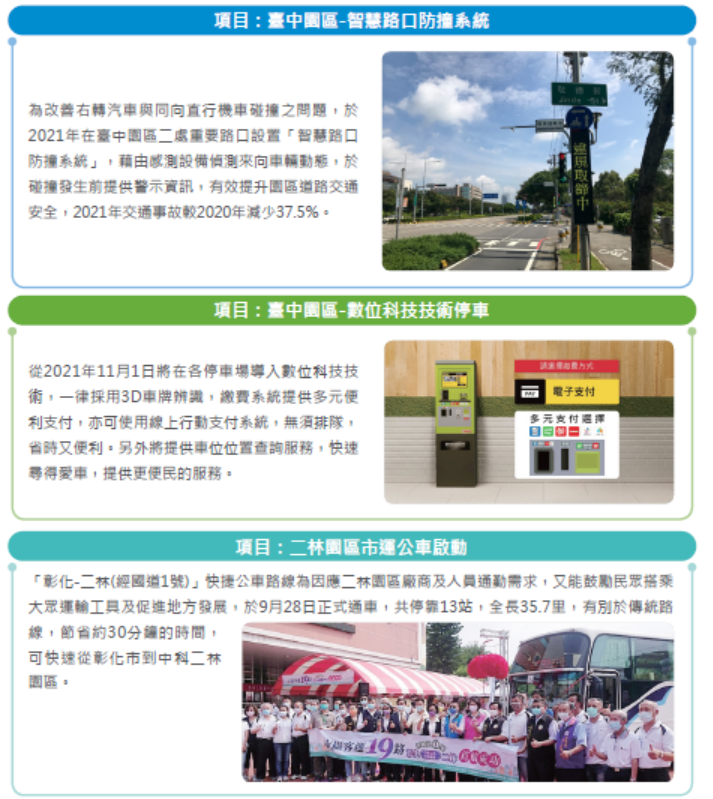 項目：臺中園區-智慧路口防撞系統
為改善右轉汽車與同向直行機車碰撞之問題，於
2021年在臺中園區二處重要路口設置「智慧路口
防撞系統」，藉由感測設備偵測來向車輛動態，於
碰撞發生前提供警示資訊，有效提升園區道路交通
安全，2021年交通事故較2020年減少37.5%。
違規取締中
項目：臺中園區-數位科技技術停車
從2021年11月1日將在各停車場導入數位科技技
術，一律採用3D車牌辨識，繳費系統提供多元便
利支付，亦可使用線上行動支付系統，無須排隊，
省時又便利。另外將提供車位位置查詢服務，快速
尋得愛車，提供更便民的服務。
電子支付
多元支付選擇
項目：二林園區市運公車啟動
「彰化-二林(經國道1號)」快捷公車路線為因應二林園區廠商及人員通勤需求，又能鼓勵民眾搭乘
大眾運輸工具及促進地方發展，於9月28日正式通車，共停靠13站，全長35.7里，有別於傳統路
線，節省約30分鐘的時間，
可快速從彰化市到中科二林
園區。
客運19路